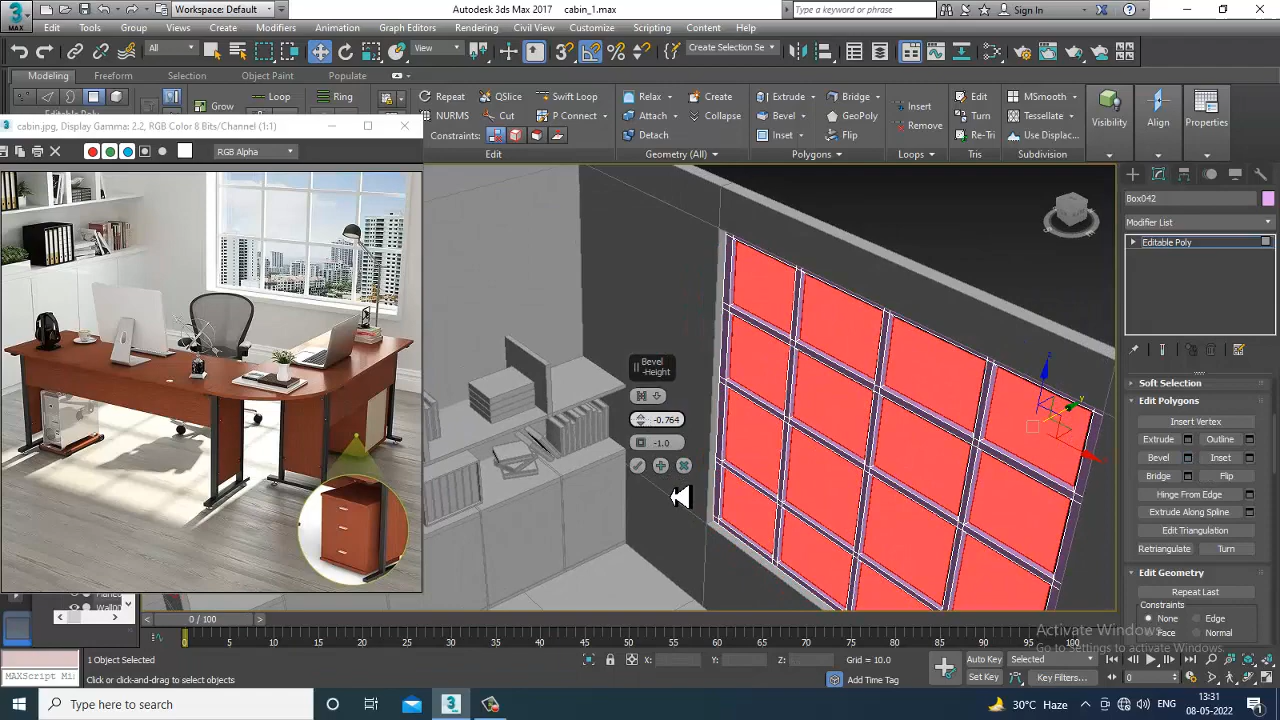 Workspace: Default
Autodesk 3ds Max 2017 cabin_1.max
Type a keyword or phrase
Sign In
MAX
Edit Tools Group Views Create Modifiers Animation Graph Editors Rendering Civil View Customize Scripting Content Help
All View Create Selection Se
Modeling Freeform Selection Object Paint Populate
Grow Loop Ring
Repeat QSlice Swift Loop Relax Create Extrude Bridge Insert Edit MSmooth
NURMS Cut P Connect Attach Collapse Bevel GeoPoly Remove Turn Tessellate
Constraints: Detach Inset Flip Re-Tri Use Displac...
Visibility Align Properties
Edit Geometry (All) Polygons Loops Tris Subdivision
cabin.jpg, Display Gamma: 2.2, RGB Color 8 Bits/Channel (1:1)
RGB Alpha
Box042
Modifier List
Editable Poly
Bevel
-Height
-0.764
-1.0
Soft Selection
Edit Polygons
Insert Vertex
Extrude Outline
Bevel Inset
Bridge Flip
Hinge From Edge
Extrude Along Spline
Edit Triangulation
Retriangulate Turn
Edit Geometry
Repeat Last
Constraints
None Edge
Face Normal
0 / 100
0 5 10 15 20 25 30 35 40 45 50 55 60 65 70 75 80 85 90 95 100
Activate Windows
Go to Settings to activate Windows.
1 Object Selected
X: Y: Z: Grid = 10.0
Auto Key Selected
MAXScript Mi
Click or click-and-drag to select objects
Add Time Tag
Set Key Key Filters...
0
Type here to search
30°C Haze
ENG
13:31
08-05-2022